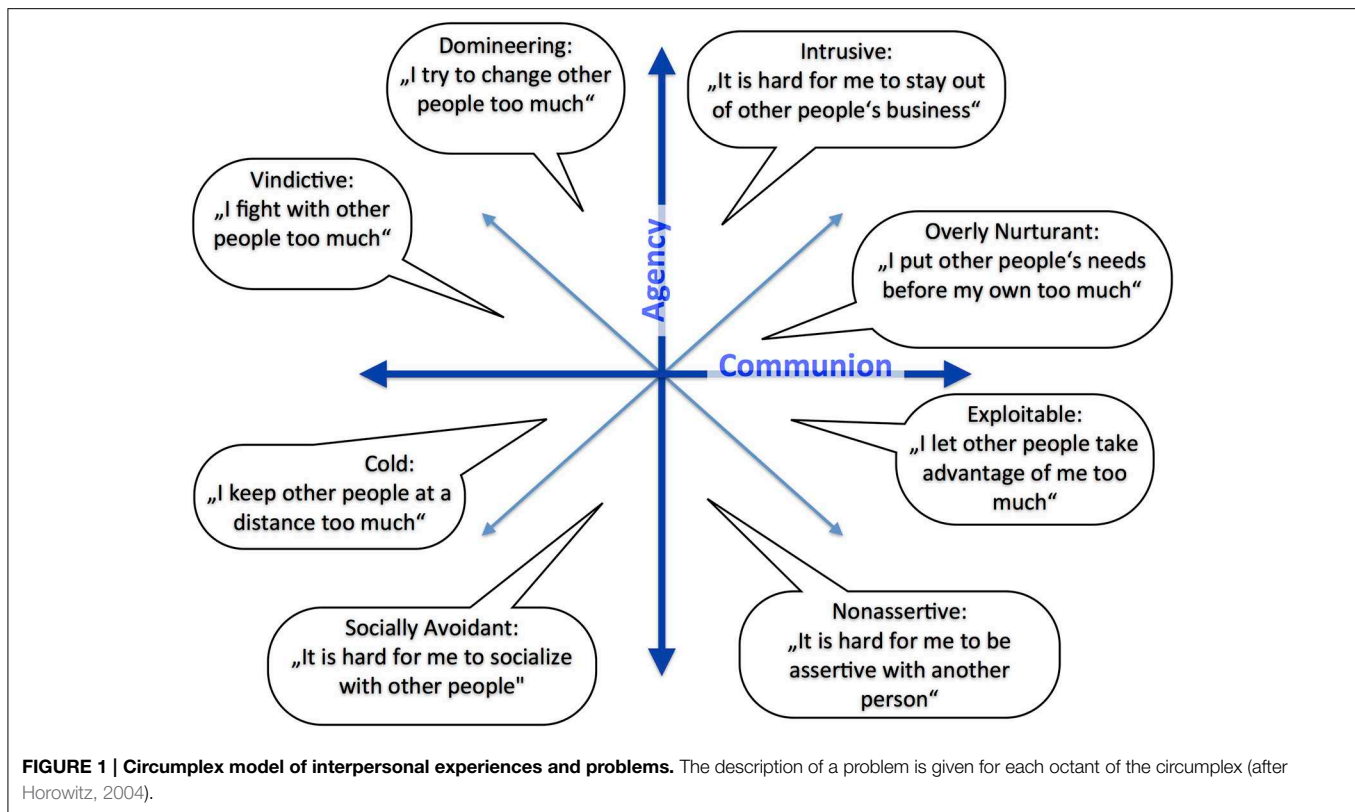 Domineering:
„I try to change other
people too much“
Intrusive:
„It is hard for me to stay out
of other people‘s business“
Vindictive:
„I fight with other
people too much“
Agency
Overly Nurturant:
„I put other people‘s needs
before my own too much“
Communion
Cold:
„I keep other people at a
distance too much“
Exploitable:
„I let other people take
advantage of me too
much“
Socially Avoidant:
„It is hard for me to socialize
with other people"
Nonassertive:
„It is hard for me to be
assertive with another
person“
FIGURE 1 | Circumplex model of interpersonal experiences and problems. The description of a problem is given for each octant of the circumplex (after
Horowitz, 2004).